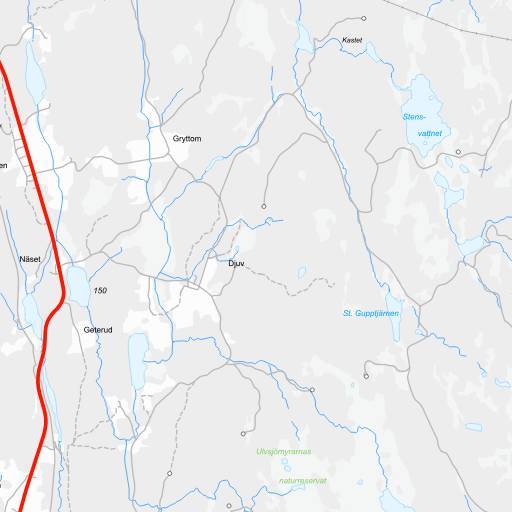 Kastet
Stens-
vattnet
Gryttom
en
Näset
Djuv
150
St. Gupptjärnen
Geterud
Ulvsjömyrarnas
naturreservat